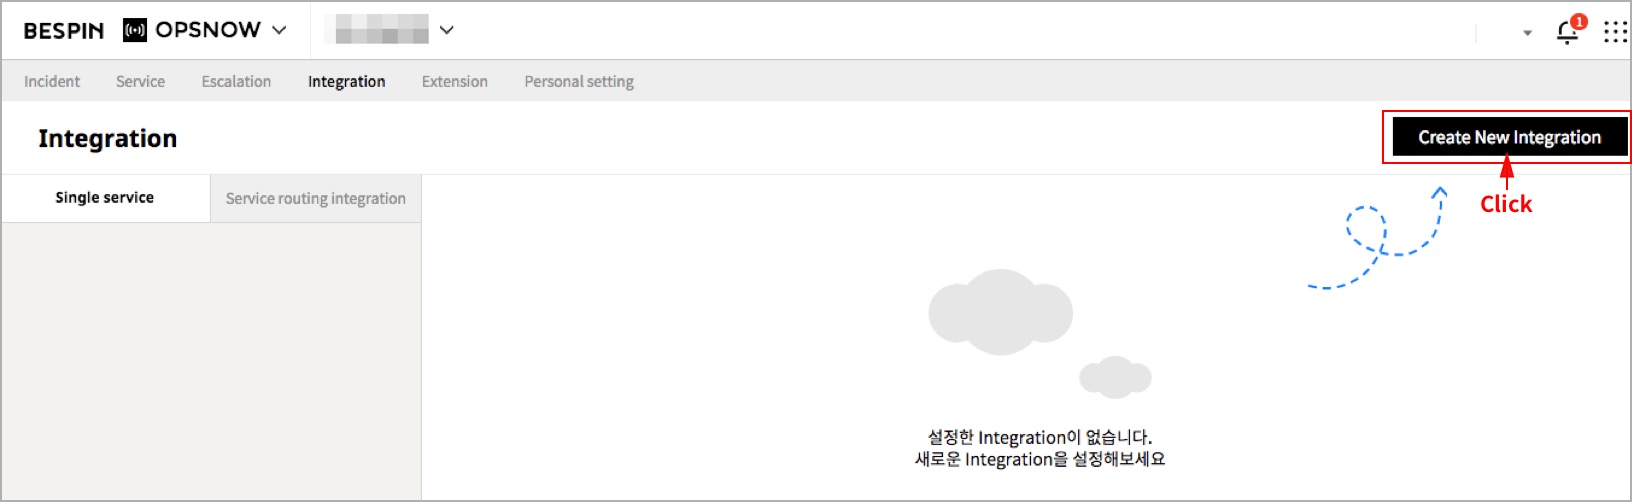 BESPIN OPSNOW
1
Incident Service Escalation Integration Extension Personal setting
Integration
Create New Integration
Single service Service routing integration
Click
설정한 Integration이 없습니다.
새로운 Integration을 설정해보세요